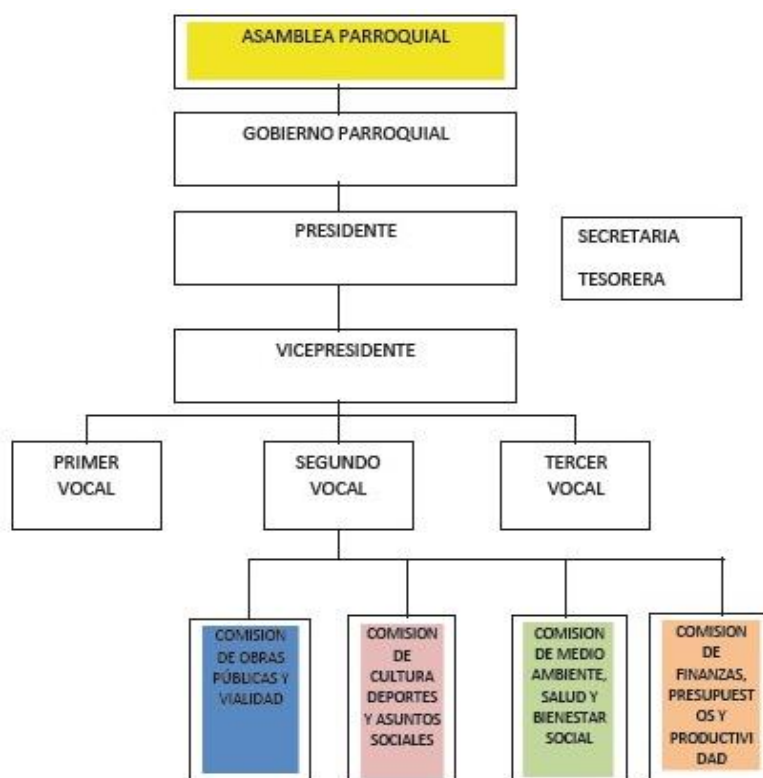 ASAMBLEA PARROQUIAL
GOBIERNO PARROQUIAL
PRESIDENTE
SECRETARIA
TESORERA
VICEPRESIDENTE
PRIMER
VOCAL
SEGUNDO
VOCAL
TERCER
VOCAL
COMISION
DE OBRAS
PÚBLICAS Y
VIALIDAD
COMISION
DE
CULTURA
DEPORTES
Y ASUNTOS
SOCIALES
COMISION
DE MEDIO
AMBIENTE,
SALUD Y
BIENESTAR
SOCIAL
COMISION
DE
FINANZAS,
PRESUPUEST
OS Y
PRODUCTIVI
DAD